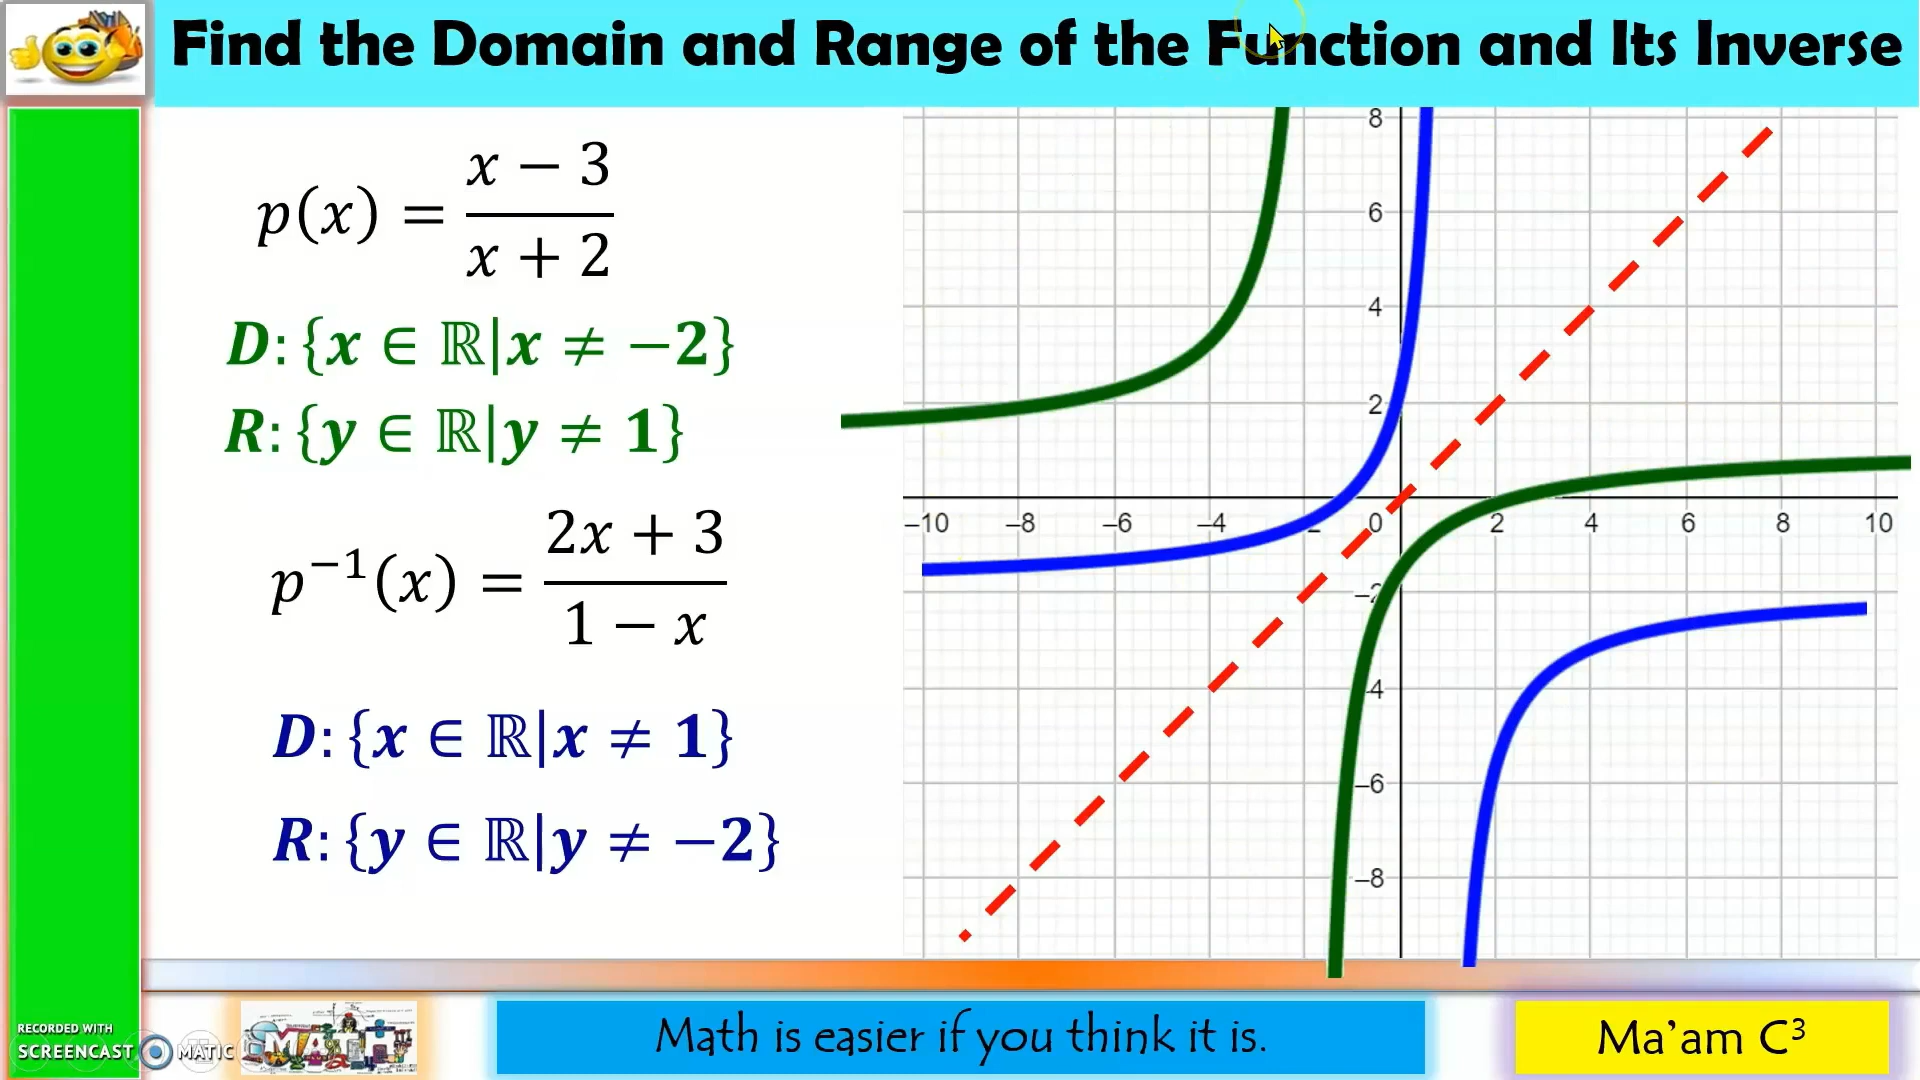 Find the Domain and Range of the Function and Its Inverse
p(x) = (x − 3)/(x + 2)
D: {x ∈ ℝ|x ≠ −2}
R: {y ∈ ℝ|y ≠ 1}
p⁻¹(x) = (2x + 3)/(1 − x)
D: {x ∈ ℝ|x ≠ 1}
R: {y ∈ ℝ|y ≠ −2}
8
6
4
2
−10 −8 −6 −4 0 2 4 6 8 10
−2
−4
−6
−8
RECORDED WITH
SCREENCAST MATIC
MATH
Math is easier if you think it is.
Ma'am C³